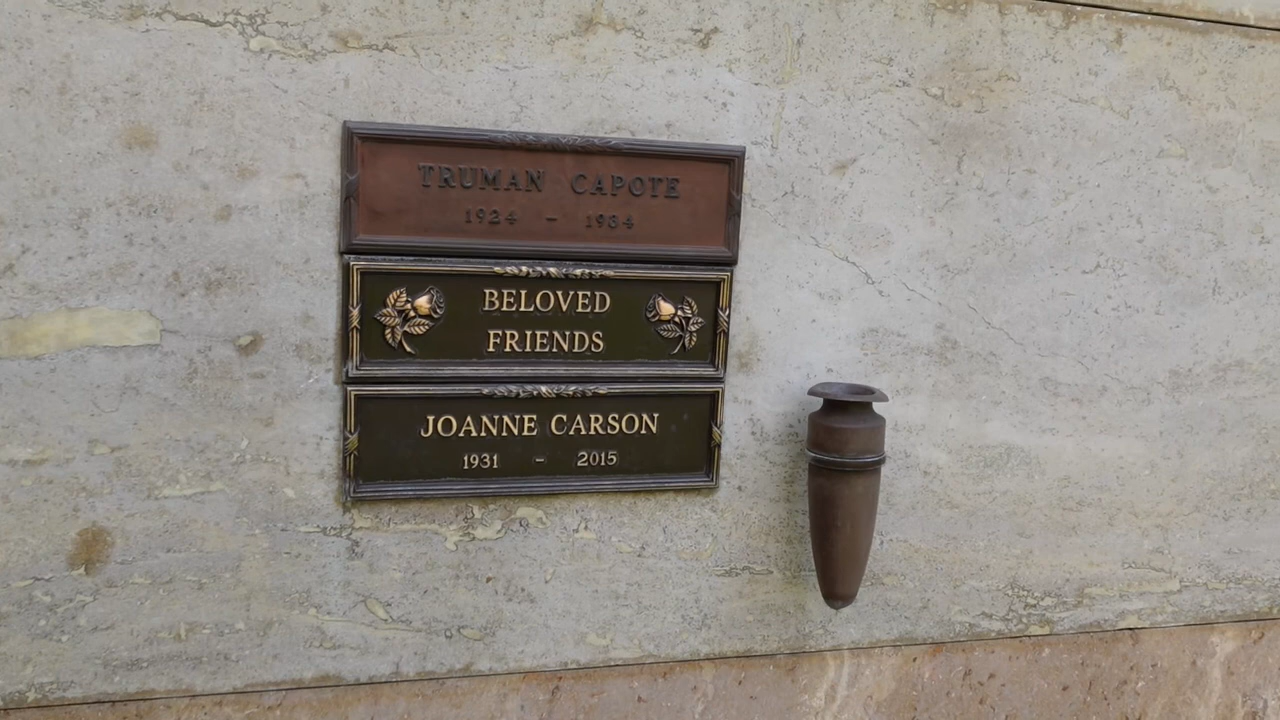 TRUMAN CAPOTE
1924 - 1984
BELOVED
FRIENDS
JOANNE CARSON
1931 - 2015